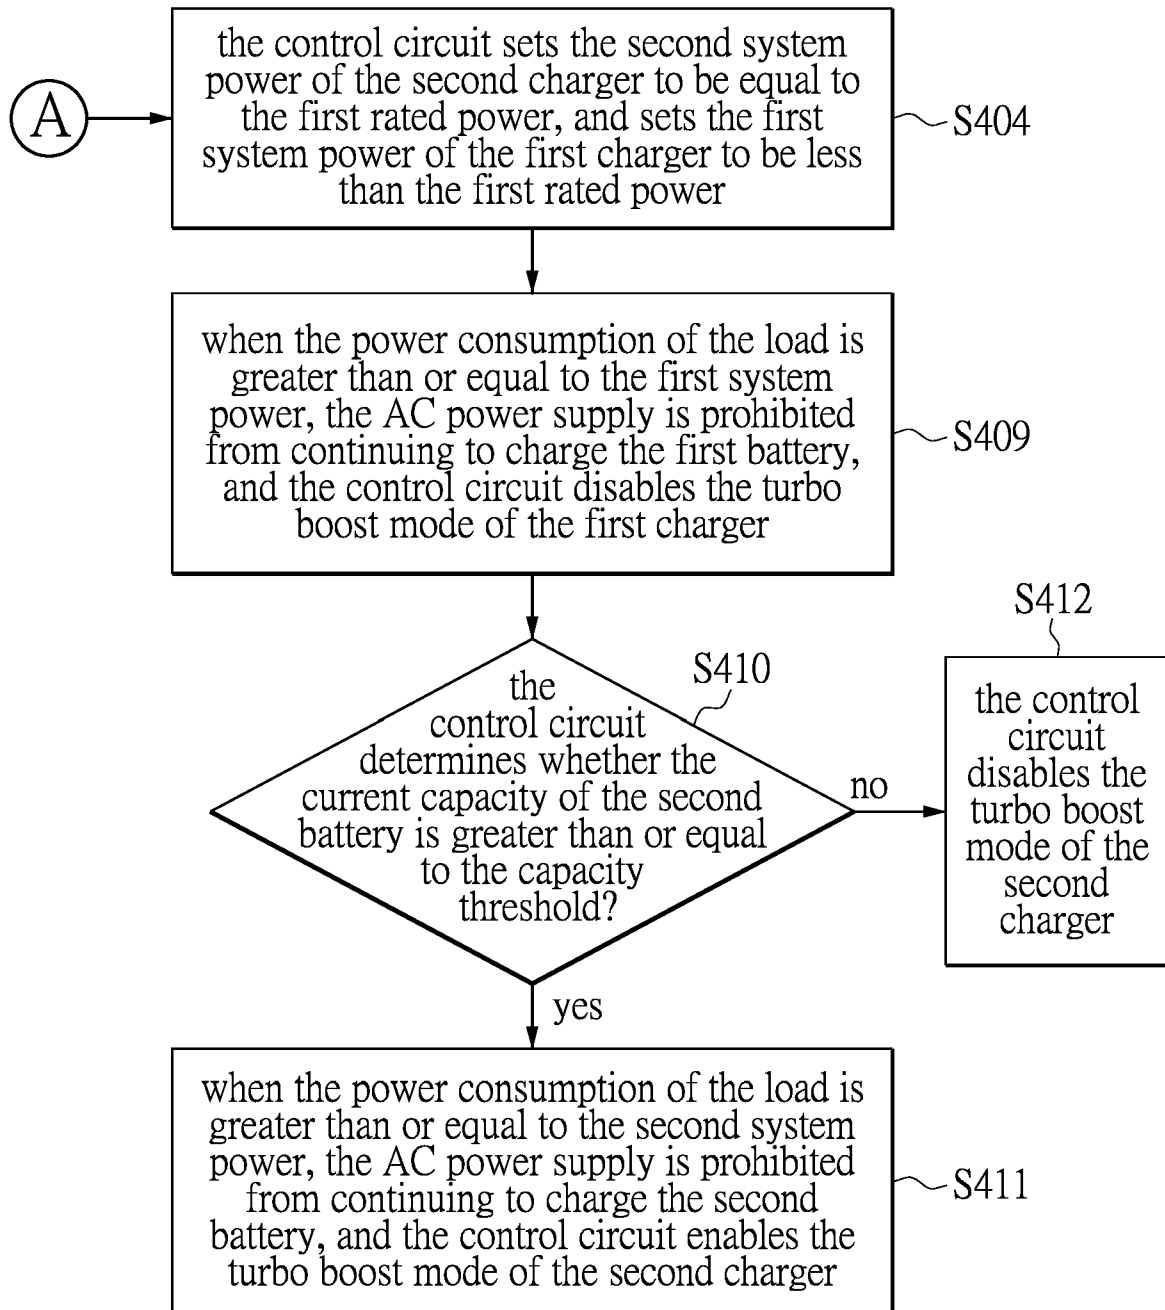 A
the control circuit sets the second system
power of the second charger to be equal to
the first rated power, and sets the first
system power of the first charger to be less
than the first rated power
S404
when the power consumption of the load is
greater than or equal to the first system
power, the AC power supply is prohibited
from continuing to charge the first battery,
and the control circuit disables the turbo
boost mode of the first charger
S409
the
control circuit
determines whether the
current capacity of the second
battery is greater than or equal
to the capacity
threshold?
S410
no
S412
the control
circuit
disables the
turbo boost
mode of the
second
charger
yes
when the power consumption of the load is
greater than or equal to the second system
power, the AC power supply is prohibited
from continuing to charge the second
battery, and the control circuit enables the
turbo boost mode of the second charger
S411